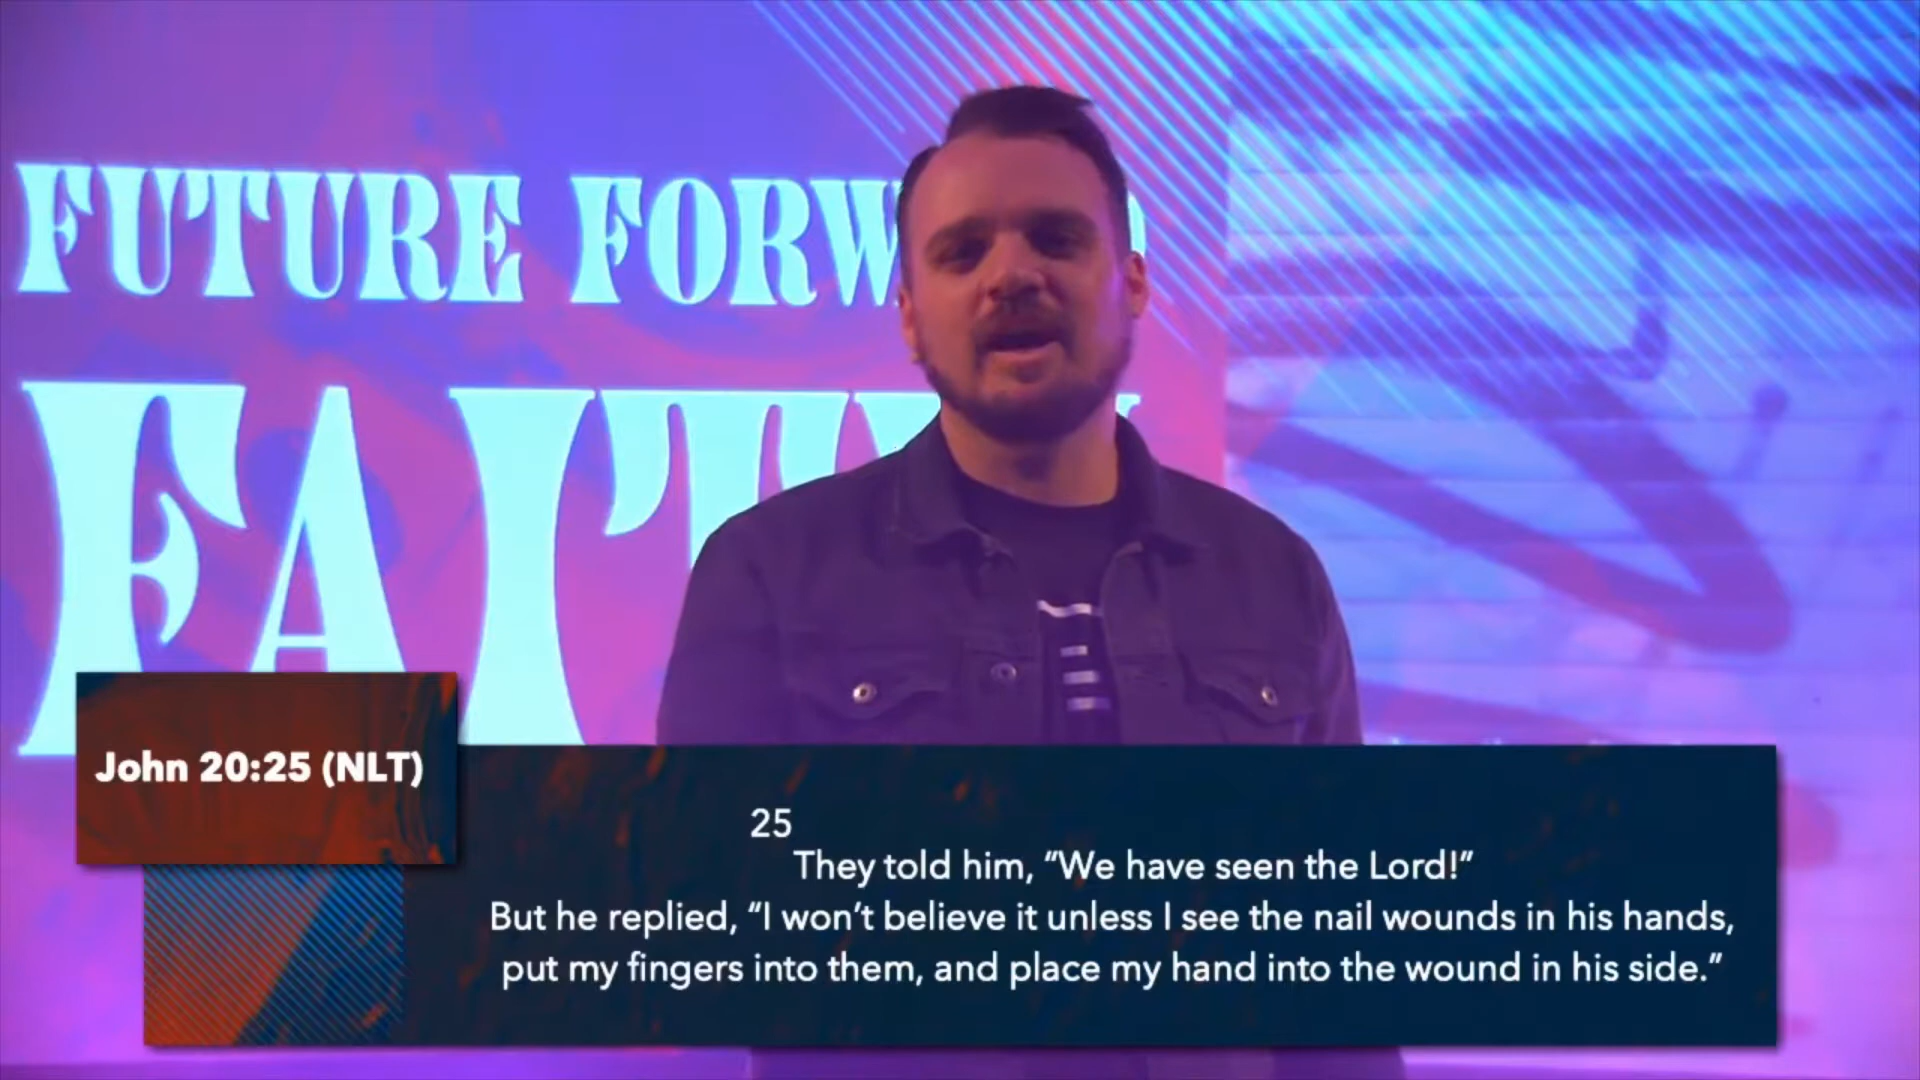 FUTURE FORW D
FAIT
John 20:25 (NLT)
25
They told him, “We have seen the Lord!”
But he replied, “I won’t believe it unless I see the nail wounds in his hands,
put my fingers into them, and place my hand into the wound in his side.”